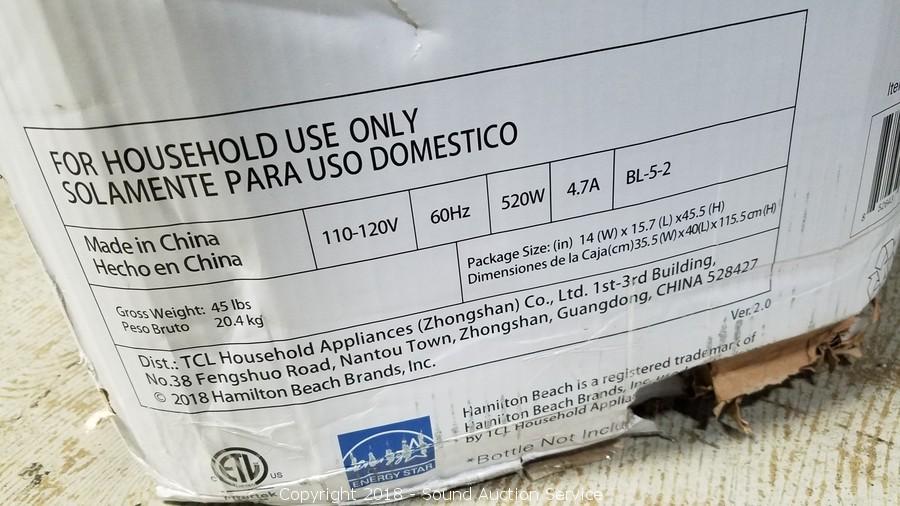 FOR HOUSEHOLD USE ONLY
SOLAMENTE PARA USO DOMESTICO
Made in China
Hecho en China
110-120V
60Hz
520W
4.7A
BL-5-2
Package Size: (in) 14 (W) x 15.7 (L) x45.5 (H)
Dimensiones de la Caja(cm)35.5(W)x40(L)x115.5cm(H)
Gross Weight: 45 lbs
Peso Bruto 20.4 kg
Dist.: TCL Household Appliances (Zhongshan) Co., Ltd. 1st-3rd Building,
No.38 Fengshuo Road, Nantou Town, Zhongshan, Guangdong, CHINA 528427
© 2018 Hamilton Beach Brands, Inc.
Ver.2.0
Hamilton Beach is a registered trademark of
Hamilton Beach Brands, Inc.
by TCL Household
*Bottle Not
ETL
US
ENERGY STAR
Copyright 2018 - Sound Auction Service